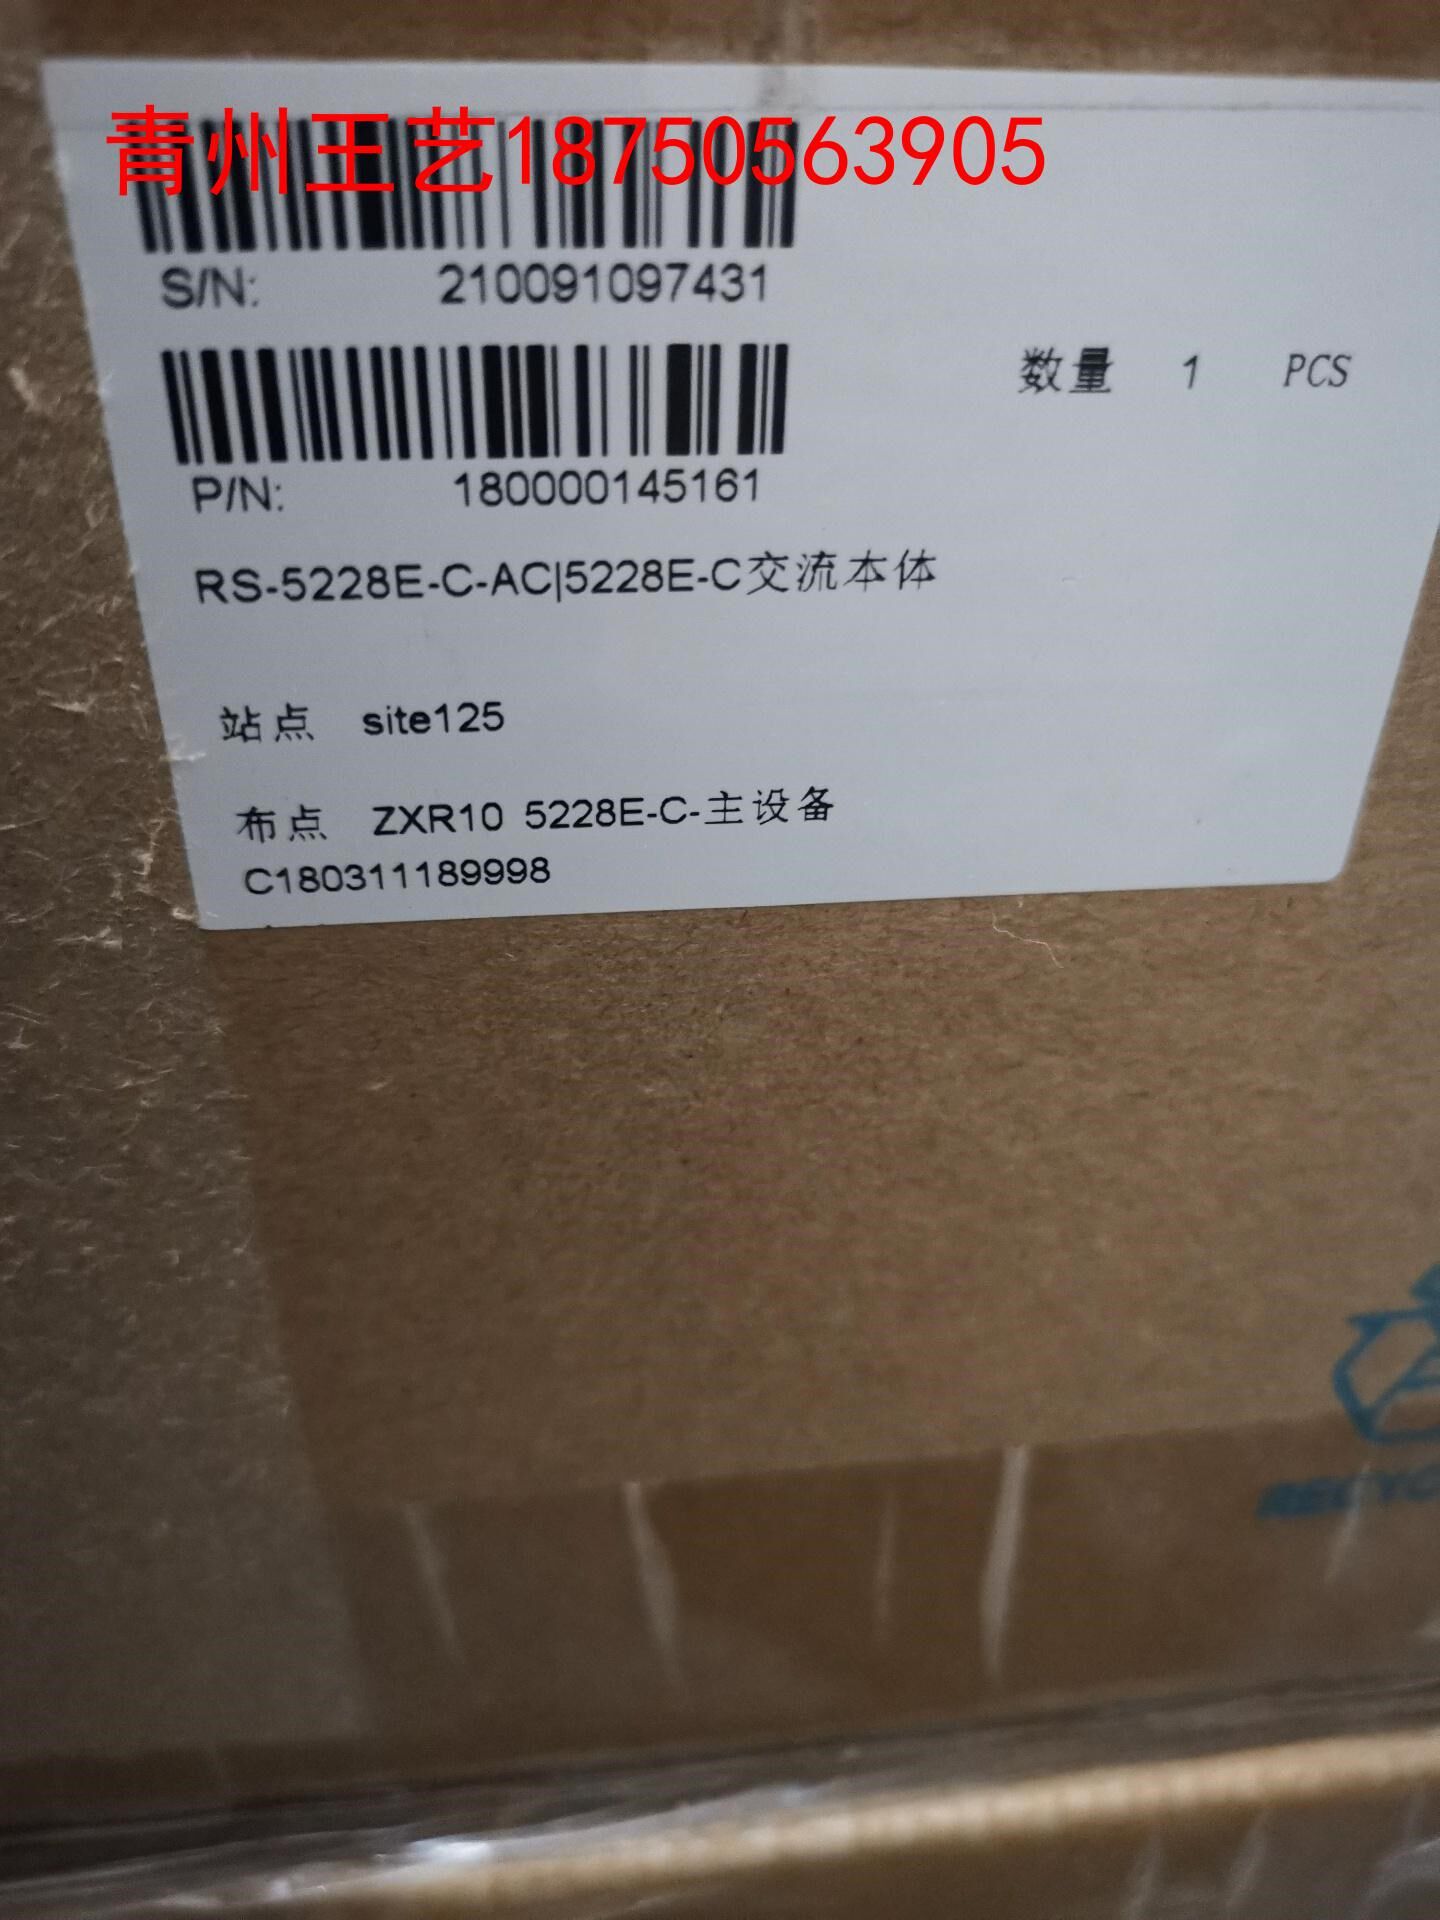 青州王艺18750563905
S/N: 210091097431
数量 1 PCS
P/N: 180000145161
RS-5228E-C-AC|5228E-C交流本体
站点 site125
布点 ZXR10 5228E-C-主设备
C180311189998